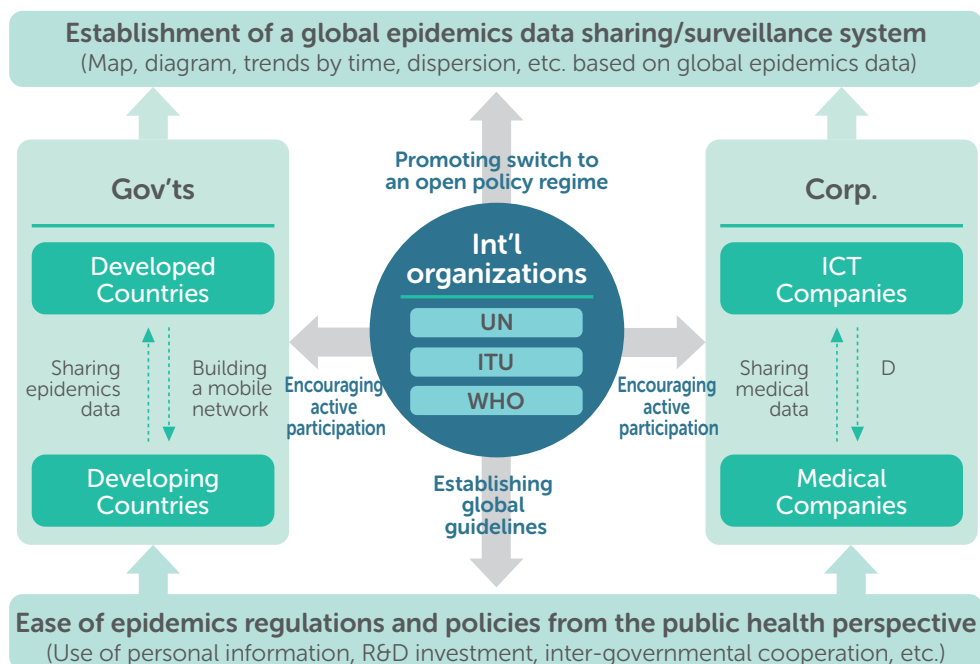 Establishment of a global epidemics data sharing/surveillance system
(Map, diagram, trends by time, dispersion, etc. based on global epidemics data)
Promoting switch to
an open policy regime
Gov'ts
Developed
Countries
Sharing
epidemics
data
Building
a mobile
network
Developing
Countries
Encouraging
active
participation
Int'l
organizations
UN
ITU
WHO
Encouraging
active
participation
Establishing
global
guidelines
Corp.
ICT
Companies
Sharing
medical
data
D
Medical
Companies
Ease of epidemics regulations and policies from the public health perspective
(Use of personal information, R&D investment, inter-governmental cooperation, etc.)